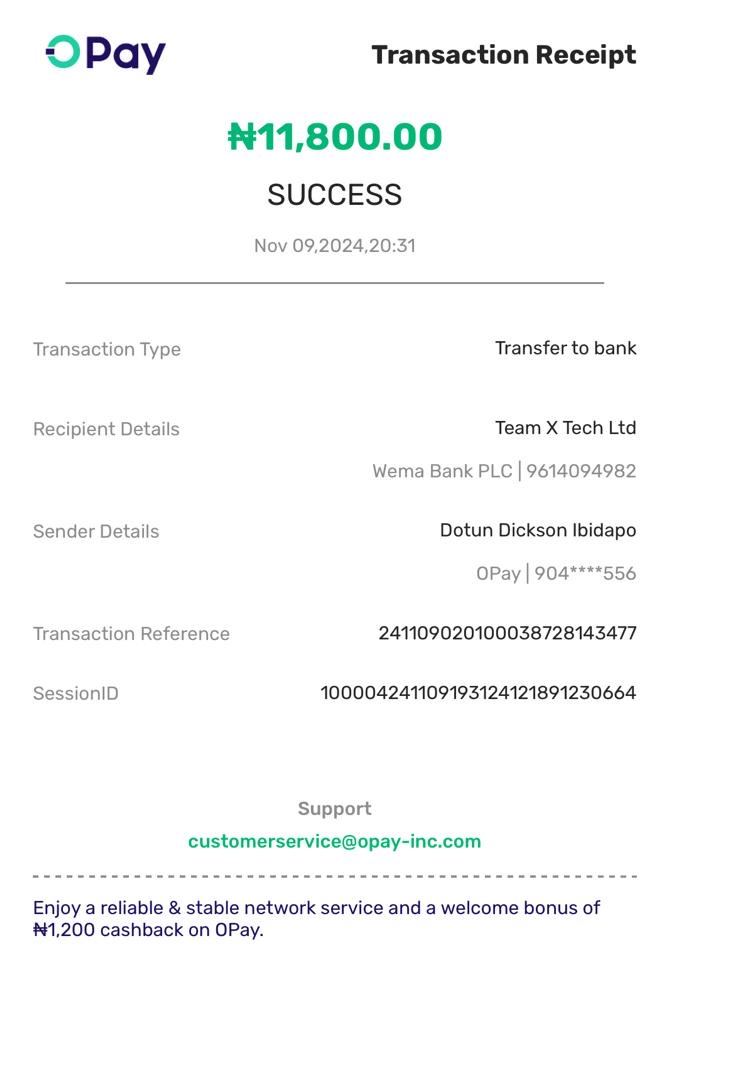 OPay
Transaction Receipt
₦11,800.00
SUCCESS
Nov 09,2024,20:31
Transaction Type
Transfer to bank
Recipient Details
Team X Tech Ltd
Wema Bank PLC | 9614094982
Sender Details
Dotun Dickson Ibidapo
OPay | 904****556
Transaction Reference
241109020100038728143477
SessionID
100004241109193124121891230664
Support
customerservice@opay-inc.com
Enjoy a reliable & stable network service and a welcome bonus of
₦1,200 cashback on OPay.